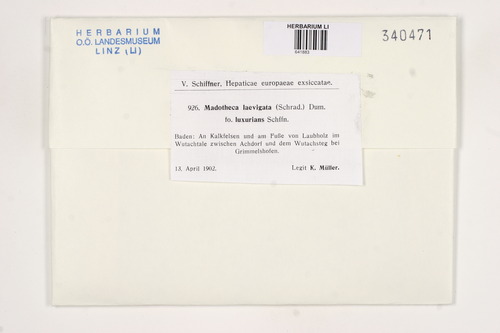 HERBARIUM
O.Ö. LANDESMUSEUM
LINZ (LI)
HERBARIUM LI
340471
V. Schiffner, Hepaticae europaeae exsiccatae.
926. Madotheca laevigata (Schrad.) Dum.
fo. luxurians Schffn.
Baden: An Kalkfelsen und am Fuße von Laubholz im
Wutachtale zwischen Achdorf und dem Wutachsteg bei
Grimmelshofen.
13. April 1902.
Legit K. Müller.